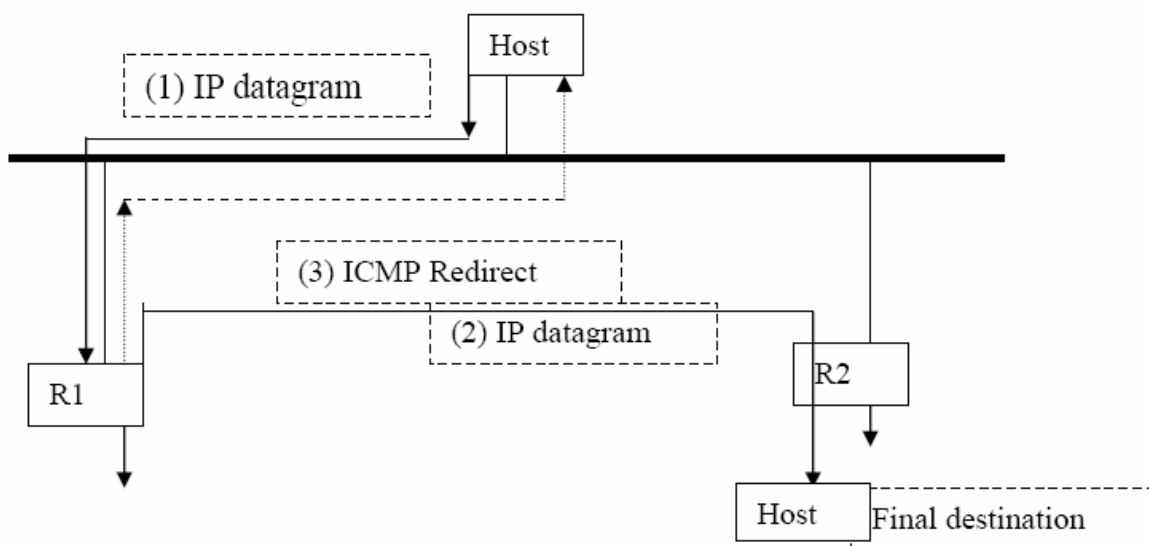 Host
(1) IP datagram
(3) ICMP Redirect
(2) IP datagram
R1
R2
Host
Final destination